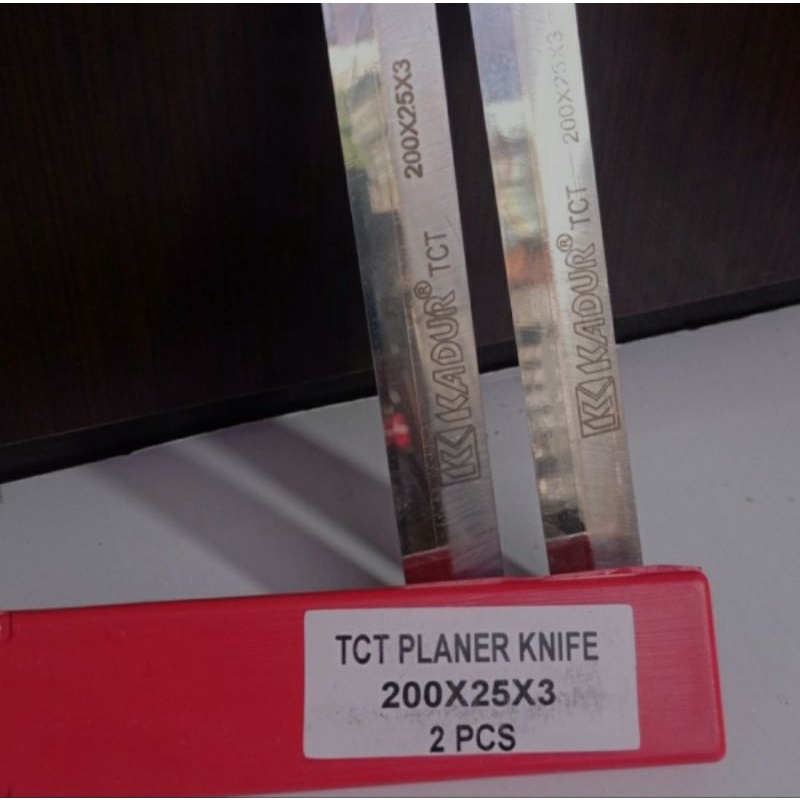 KADUR® TCT 200X25X3
KADUR® TCT 200X25X3
TCT PLANER KNIFE
200X25X3
2 PCS